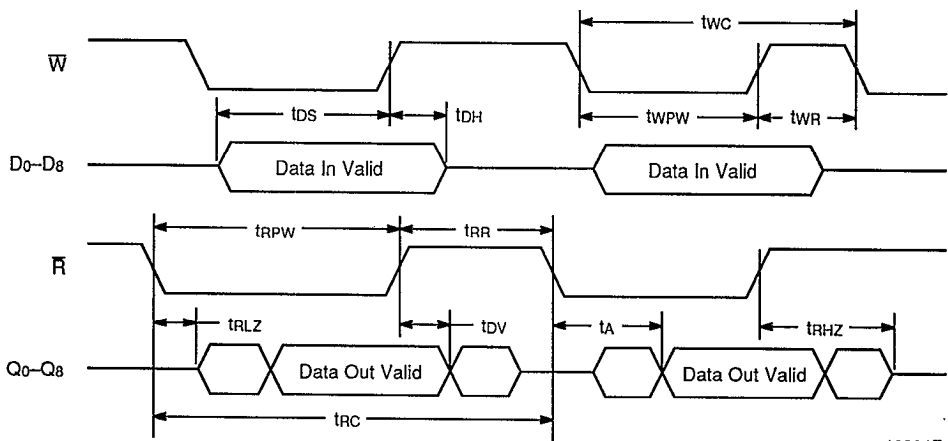 tWC
W
tDS
tDH
tWPW
tWR
D0–D8
Data In Valid
Data In Valid
tRPW
tRR
R
tRLZ
tDV
tA
tRHZ
Q0–Q8
Data Out Valid
Data Out Valid
tRC